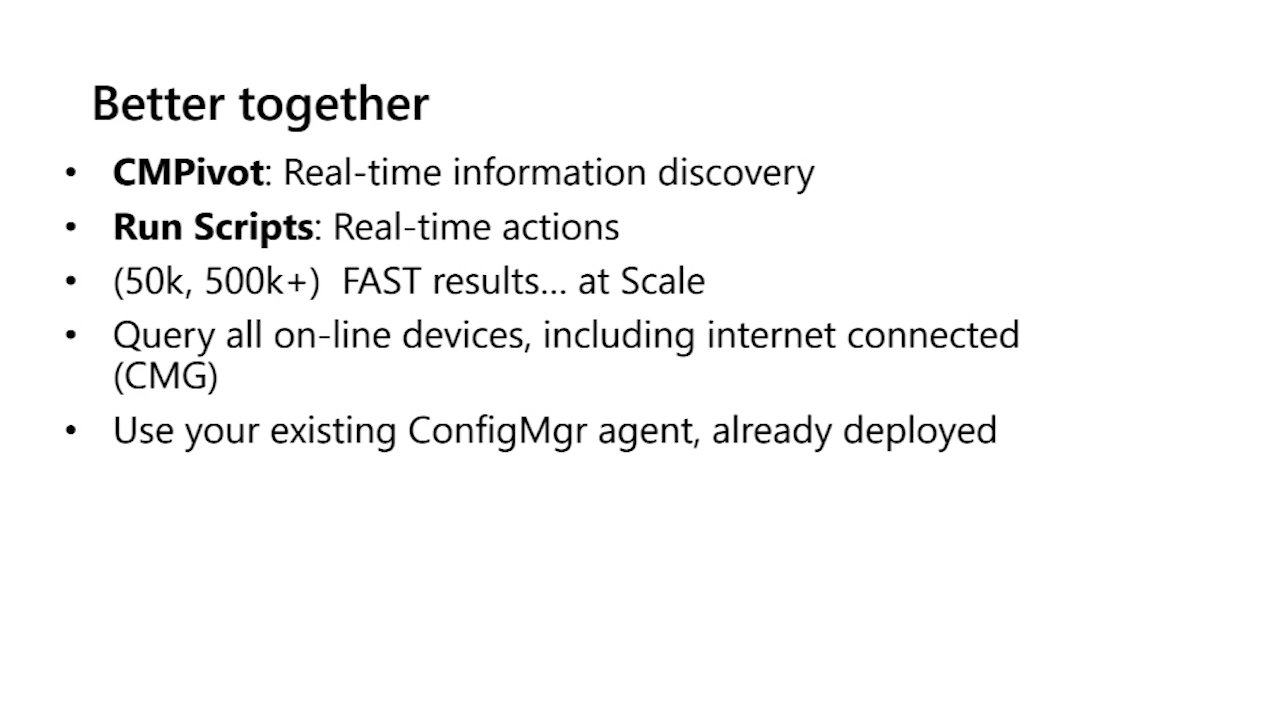 Better together
• CMPivot: Real-time information discovery
• Run Scripts: Real-time actions
• (50k, 500k+)  FAST results... at Scale
• Query all on-line devices, including internet connected
(CMG)
• Use your existing ConfigMgr agent, already deployed